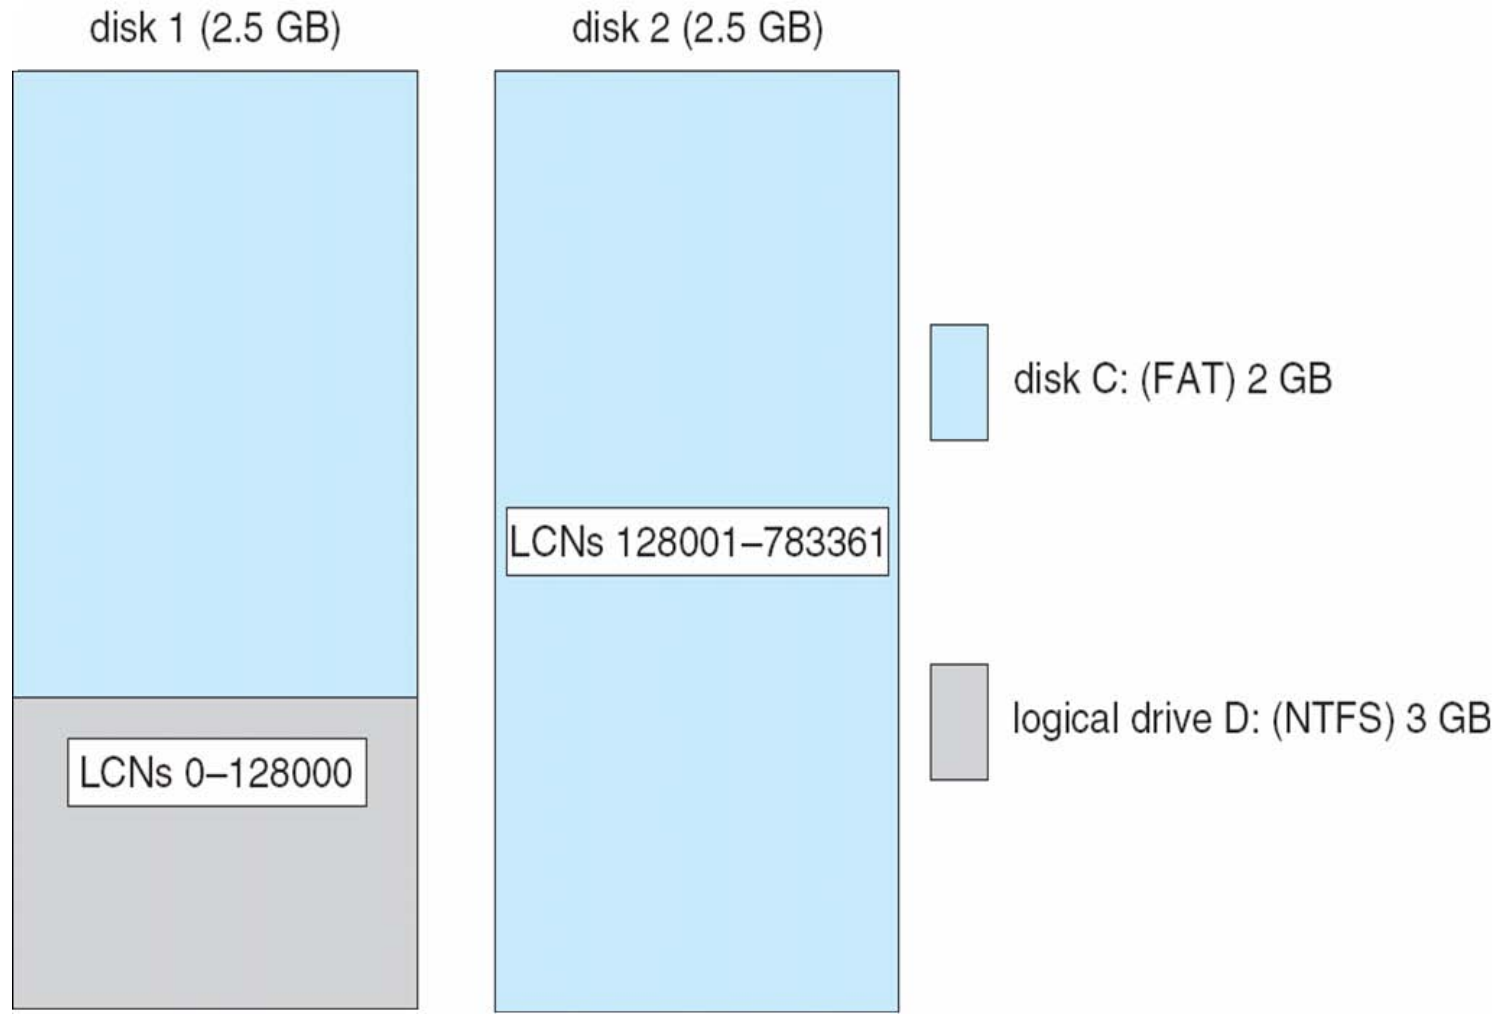 disk 1 (2.5 GB)
disk 2 (2.5 GB)
disk C: (FAT) 2 GB
LCNs 128001–783361
logical drive D: (NTFS) 3 GB
LCNs 0–128000